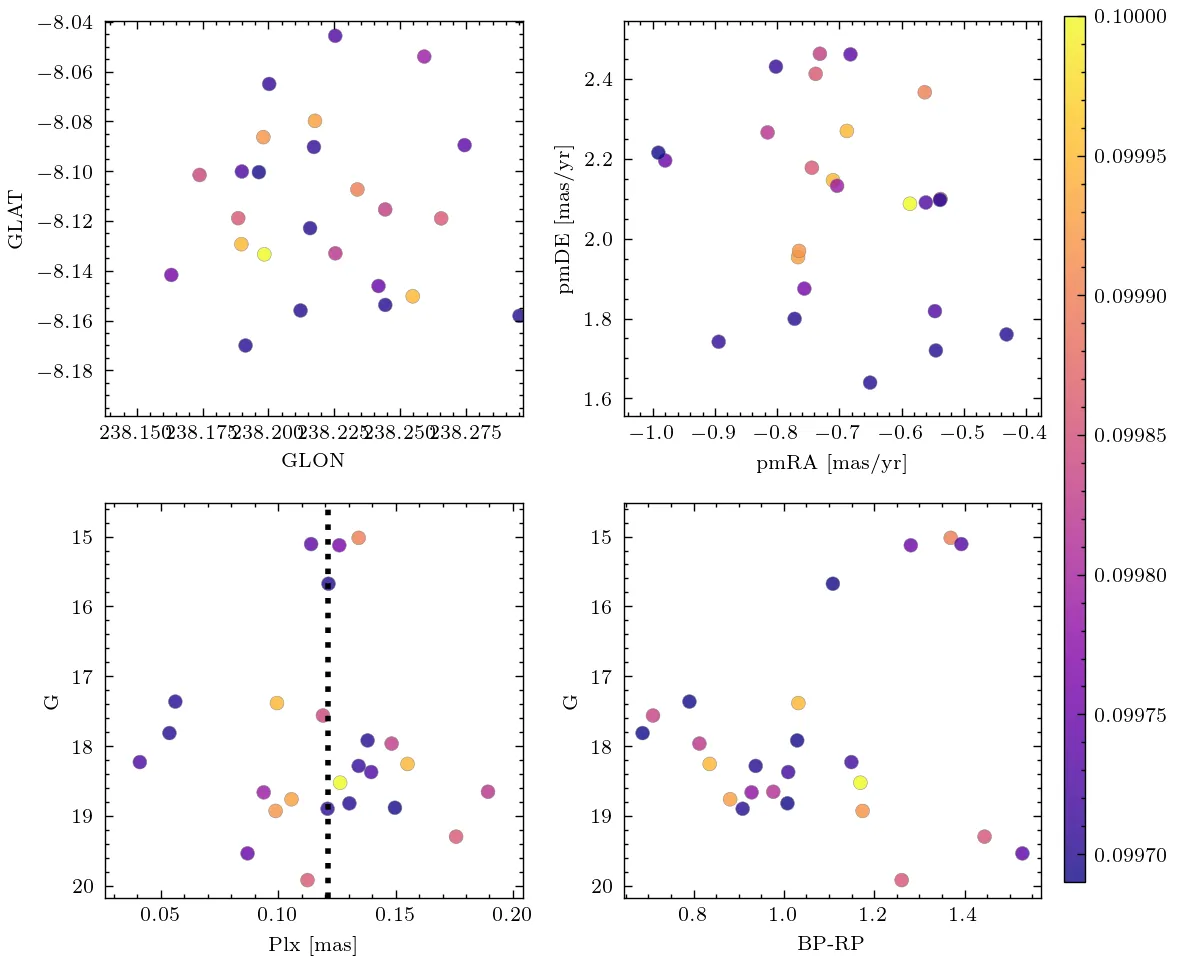 −8.04
−8.06
−8.08
−8.10
−8.12
−8.14
−8.16
−8.18
GLAT
238.150 238.175 238.200 238.225 238.250 238.275
GLON
2.4
2.2
2.0
1.8
1.6
pmDE [mas/yr]
−1.0 −0.9 −0.8 −0.7 −0.6 −0.5 −0.4
pmRA [mas/yr]
15
16
17
18
19
20
G
0.05 0.10 0.15 0.20
Plx [mas]
15
16
17
18
19
20
G
0.8 1.0 1.2 1.4
BP-RP
0.10000
0.09995
0.09990
0.09985
0.09980
0.09975
0.09970